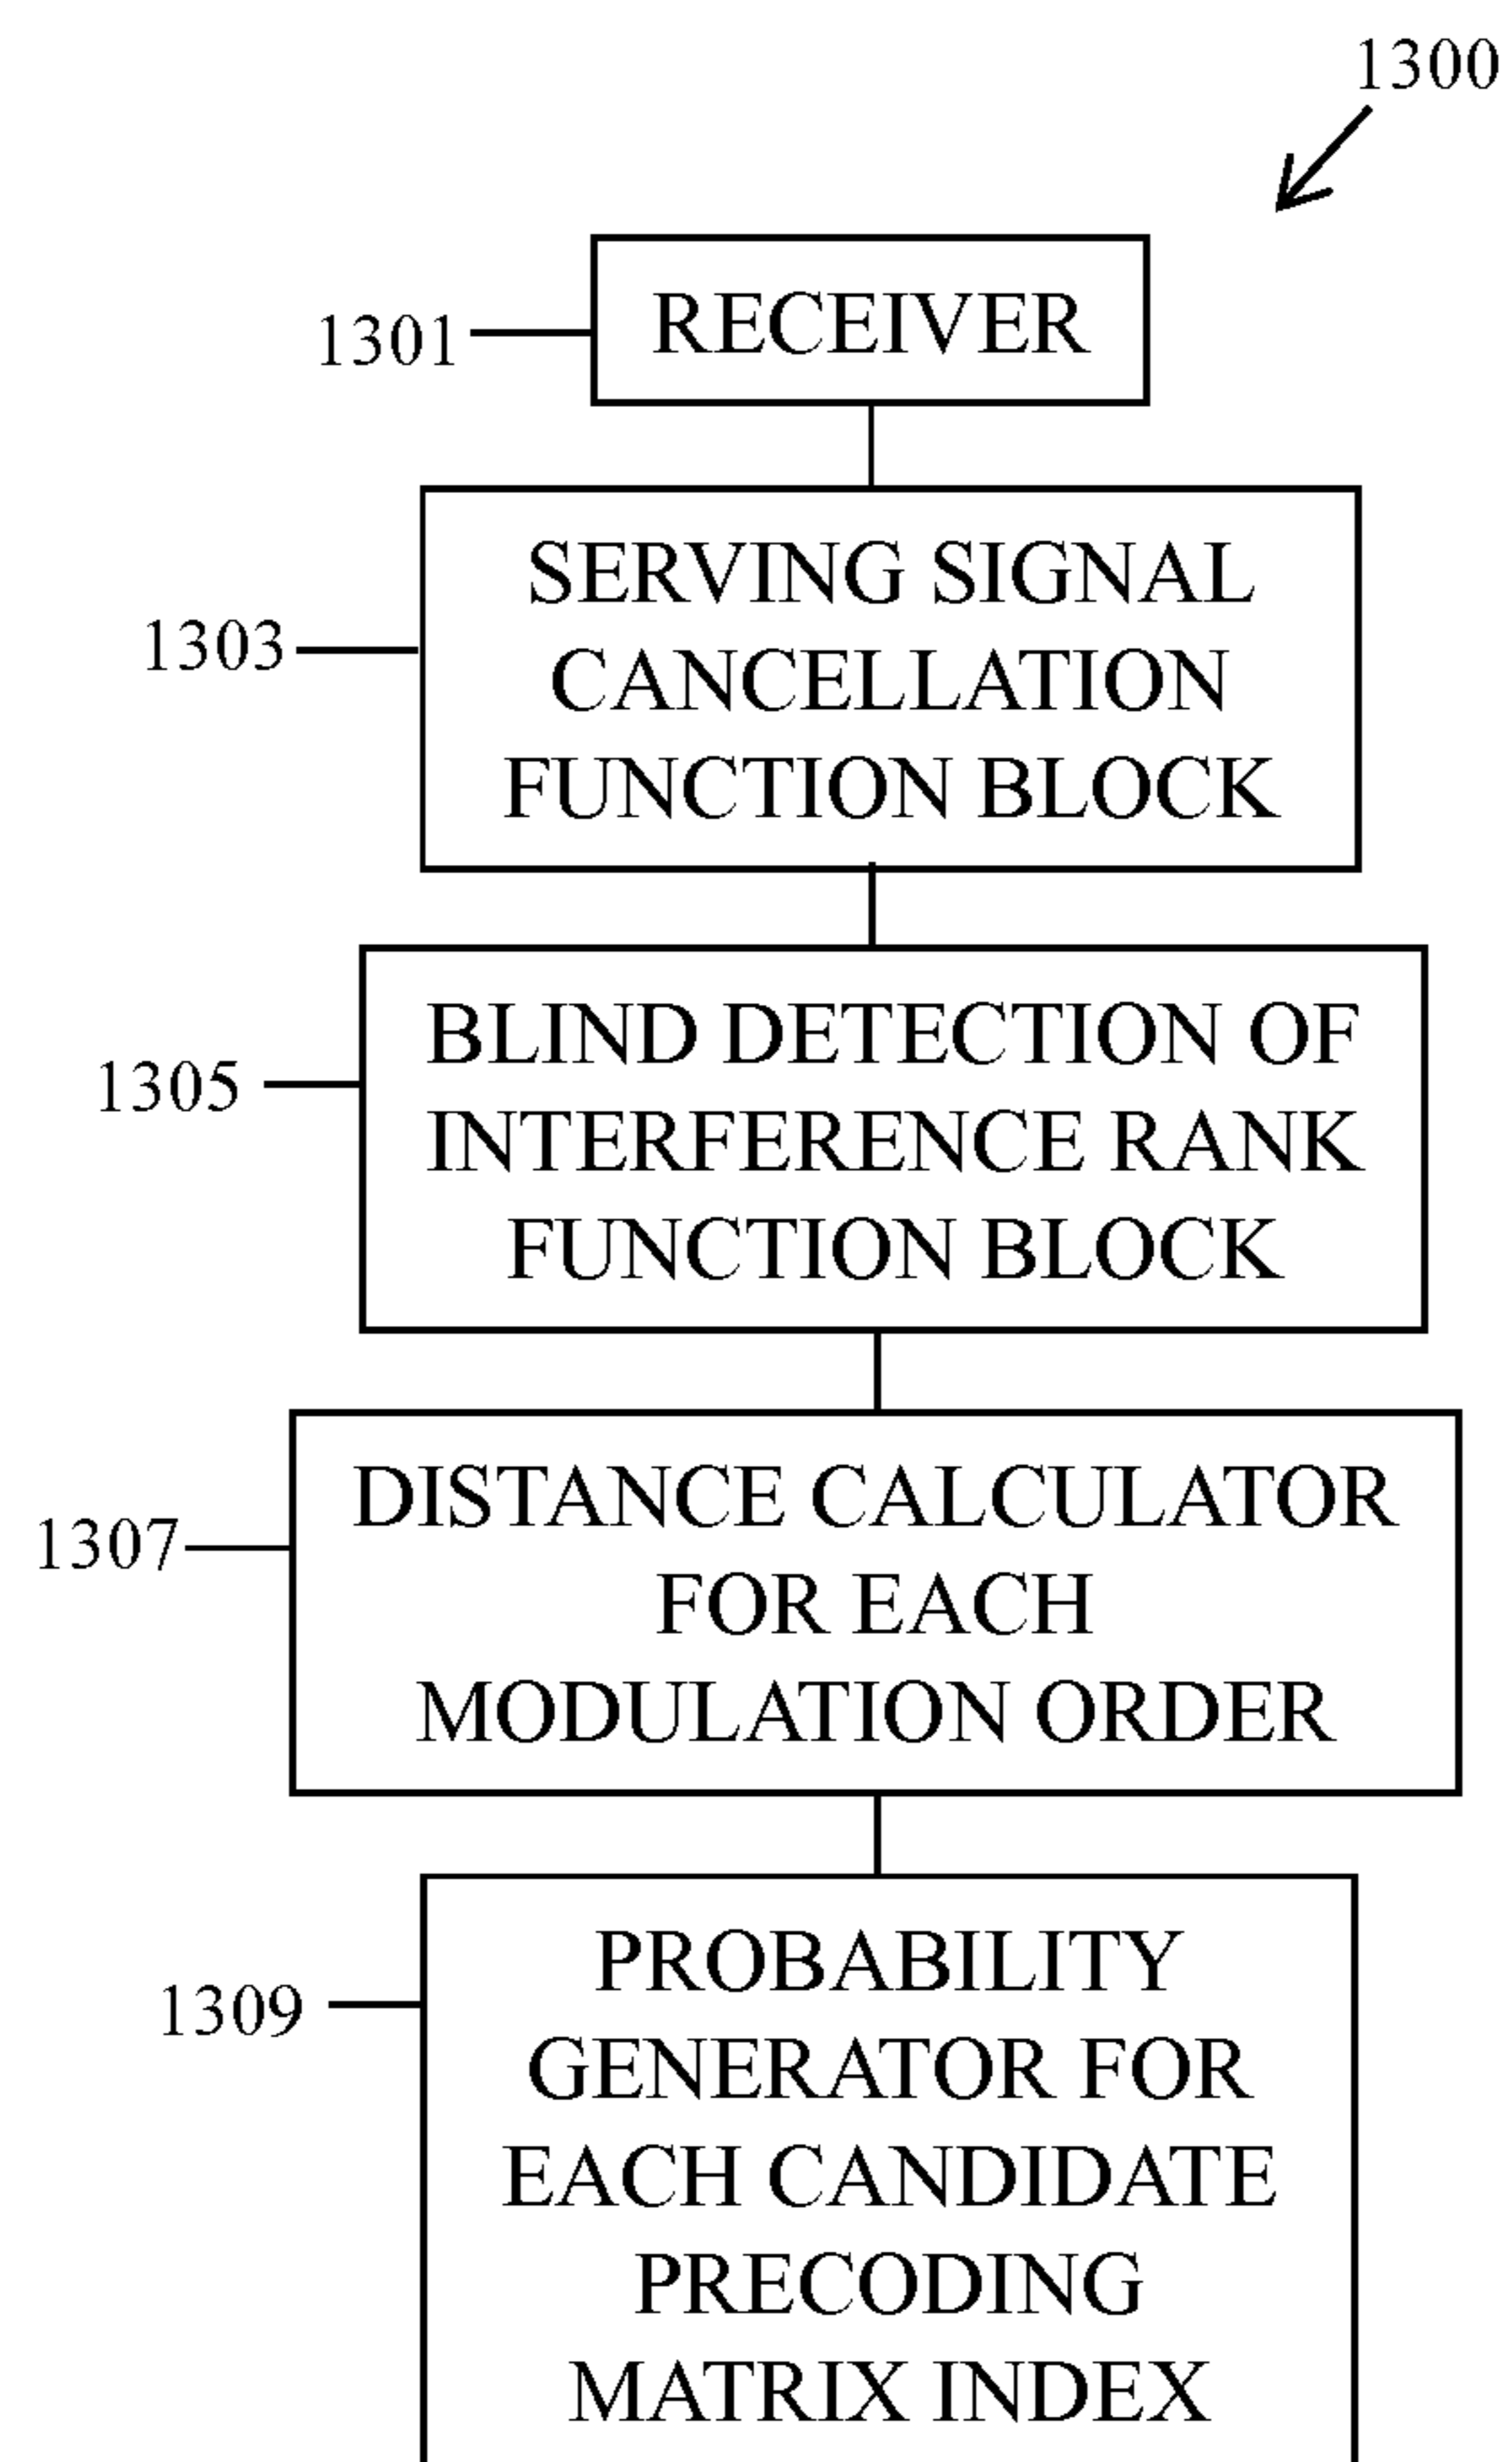 1300
1301
RECEIVER
1303
SERVING SIGNAL
CANCELLATION
FUNCTION BLOCK
1305
BLIND DETECTION OF
INTERFERENCE RANK
FUNCTION BLOCK
1307
DISTANCE CALCULATOR
FOR EACH
MODULATION ORDER
1309
PROBABILITY
GENERATOR FOR
EACH CANDIDATE
PRECODING
MATRIX INDEX